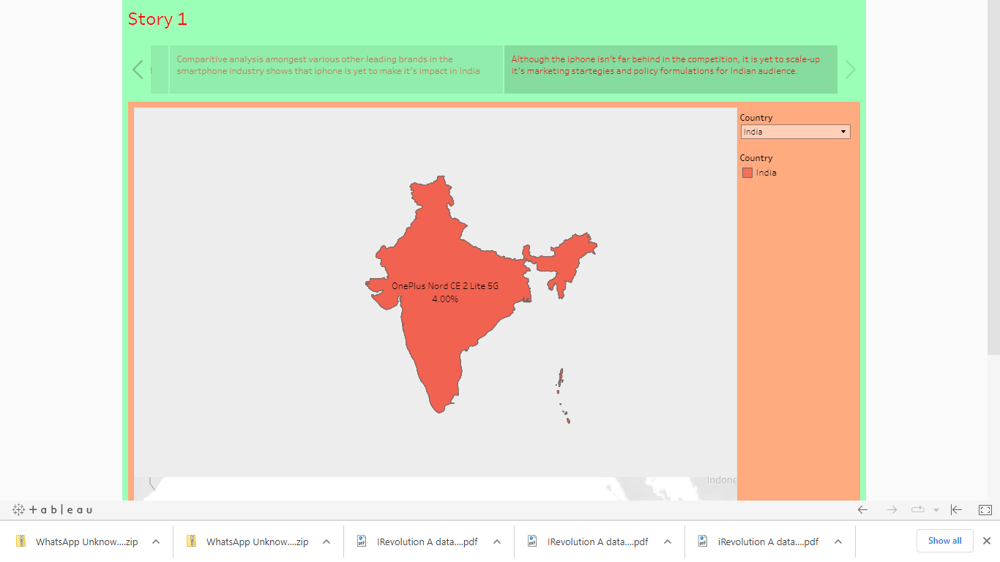 Story 1
Comparitive analysis amongst various other leading brands in the
smartphone industry shows that iphone is yet to make it's impact in India
Although the iphone isn't far behind in the competition, it is yet to scale-up
it's marketing startegies and policy formulations for Indian audience.
Country
India
Country
India
OnePlus Nord CE 2 Lite 5G
4.00%
Indone
+ a b | e a u
WhatsApp Unknow....zip
WhatsApp Unknow....zip
IRevolution A data....pdf
IRevolution A data....pdf
iRevolution A data....pdf
Show all